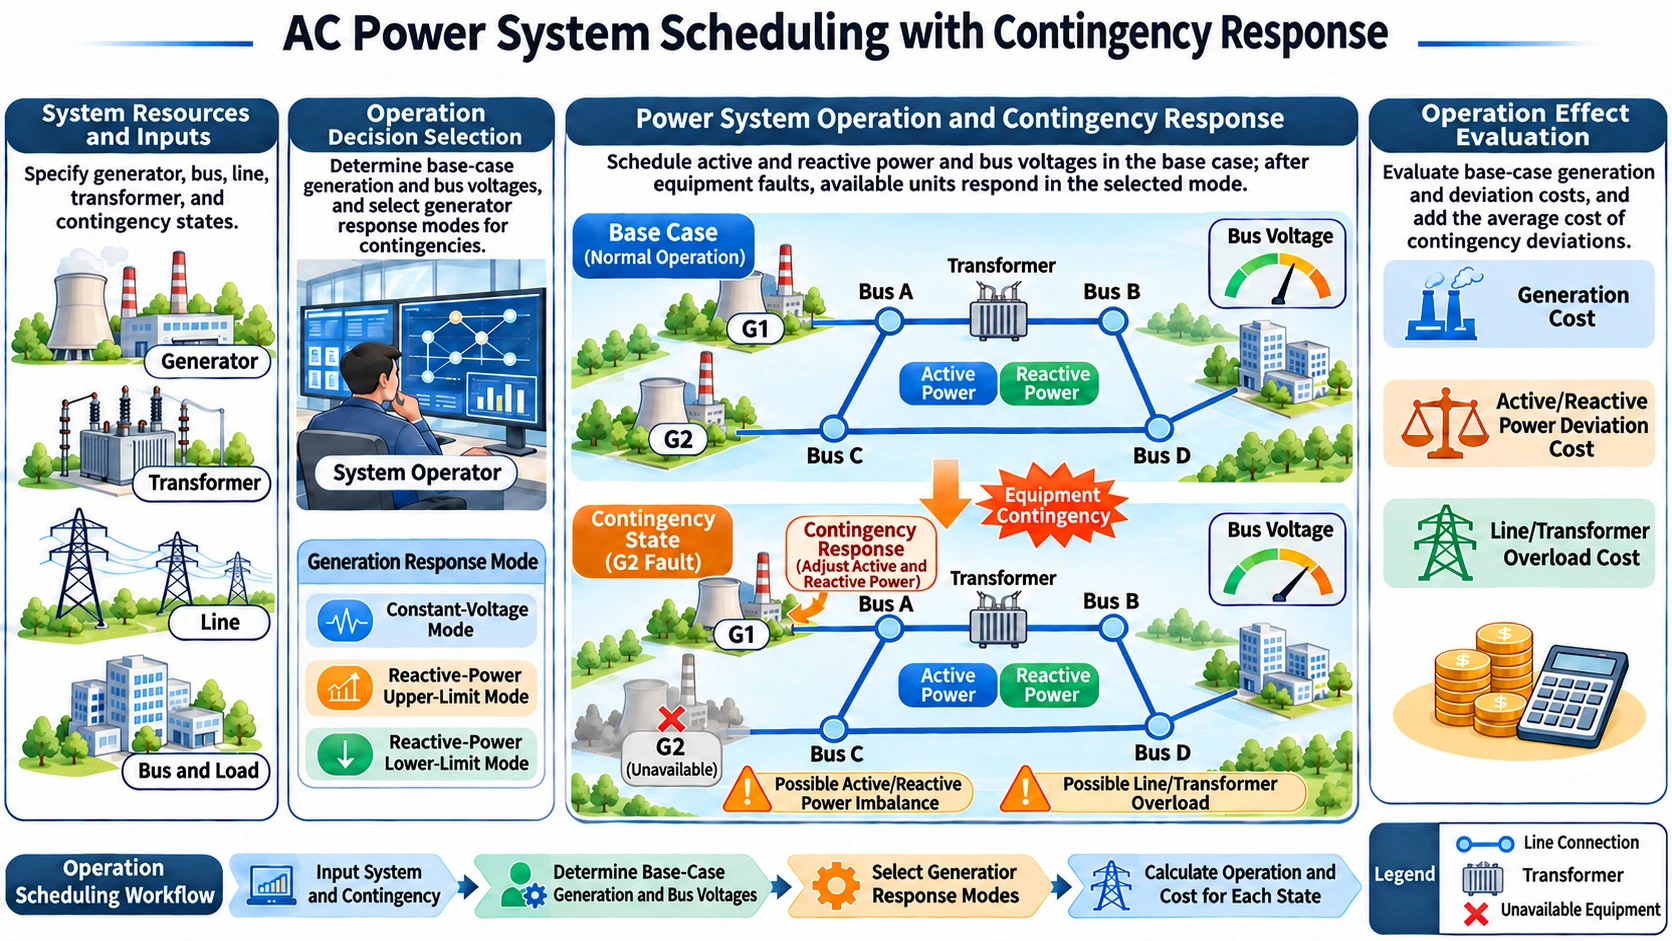 AC Power System Scheduling with Contingency Response
System Resources
and Inputs
Specify generator, bus, line,
transformer, and
contingency states.
Generator
Transformer
Line
Bus and Load
Operation
Decision Selection
Determine base-case
generation and bus voltages,
and select generator
response modes for
contingencies.
System Operator
Generation Response Mode
Constant-Voltage
Mode
Reactive-Power
Upper-Limit Mode
Reactive-Power
Lower-Limit Mode
Power System Operation and Contingency Response
Schedule active and reactive power and bus voltages in the base case; after
equipment faults, available units respond in the selected mode.
Base Case
(Normal Operation)
G1
G2
Bus A
Transformer
Bus B
Bus Voltage
Active
Power
Reactive
Power
Bus C
Bus D
Equipment
Contingency
Contingency
State
(G2 Fault)
Contingency
Response
(Adjust Active and
Reactive Power)
G1
Bus A
Transformer
Bus B
Bus Voltage
Active
Power
Reactive
Power
G2
(Unavailable)
Bus C
Bus D
Possible Active/Reactive
Power Imbalance
Possible Line/Transformer
Overload
Operation Effect
Evaluation
Evaluate base-case generation
and deviation costs, and
add the average cost of
contingency deviations.
Generation
Cost
Active/Reactive
Power Deviation
Cost
Line/Transformer
Overload Cost
Operation
Scheduling Workflow
Input System
and Contingency
Determine Base-Case
Generation and Bus Voltages
Select Generatior
Response Modes
Calculate Operation and
Cost for Each State
Legend
Line Connection
Transformer
Unavailable Equipment